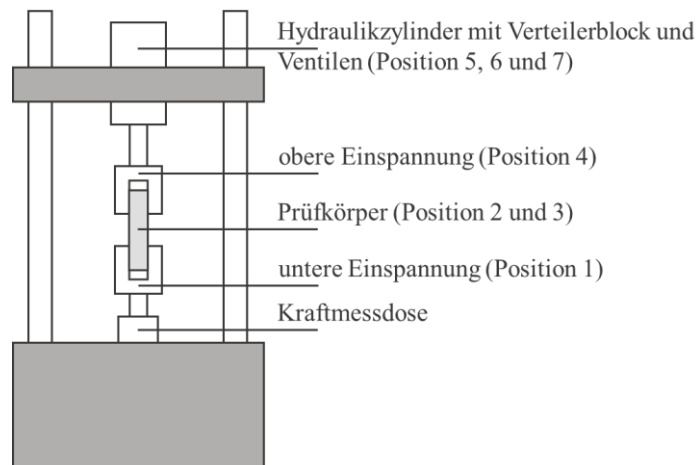 Hydraulikzylinder mit Verteilerblock und
Ventilen (Position 5, 6 und 7)
obere Einspannung (Position 4)
Prüfkörper (Position 2 und 3)
untere Einspannung (Position 1)
Kraftmessdose